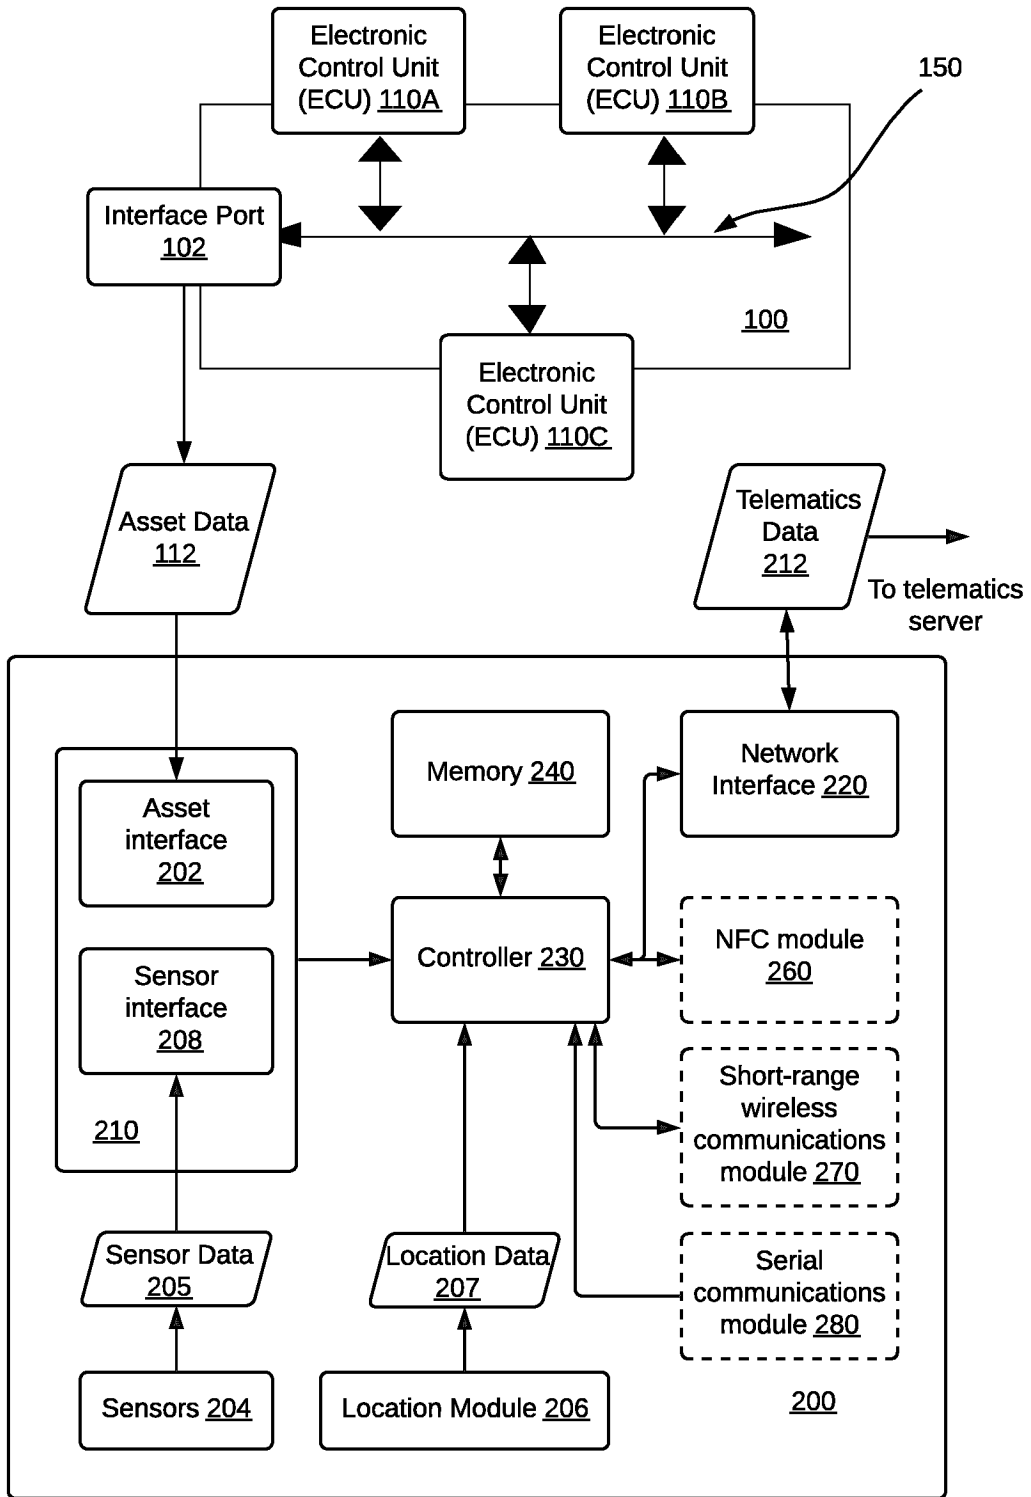 Electronic
Control Unit
(ECU) 110A
Electronic
Control Unit
(ECU) 110B
150
Interface Port
102
100
Electronic
Control Unit
(ECU) 110C
Asset Data
112
Telematics
Data
212
To telematics
server
Asset
interface
202
Memory 240
Network
Interface 220
Sensor
interface
208
210
Controller 230
NFC module
260
Short-range
wireless
communications
module 270
Sensor Data
205
Location Data
207
Serial
communications
module 280
Sensors 204
Location Module 206
200